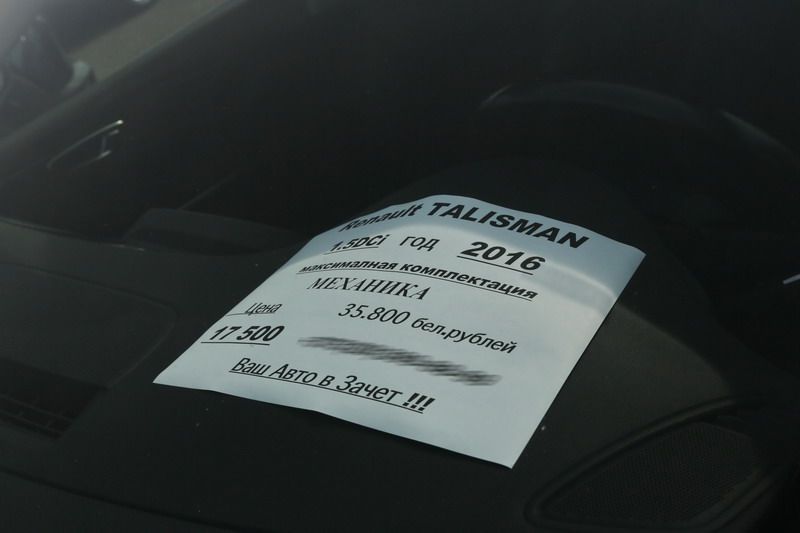 Renault TALISMAN
1.5DCi год 2016
максималная комплектация
МЕХАНИКА
Цена 35.800 бел.рублей
17 500
Ваш Авто в Зачет !!!